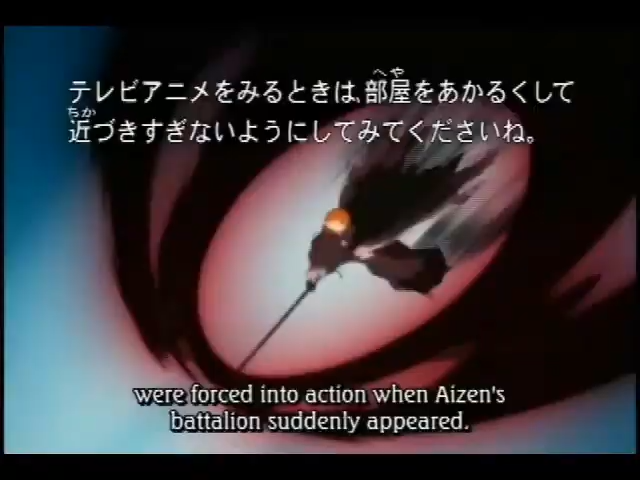 テレビアニメをみるときは、部屋をあかるくして
近づきすぎないようにしてみてくださいね。
were forced into action when Aizen's
battalion suddenly appeared.